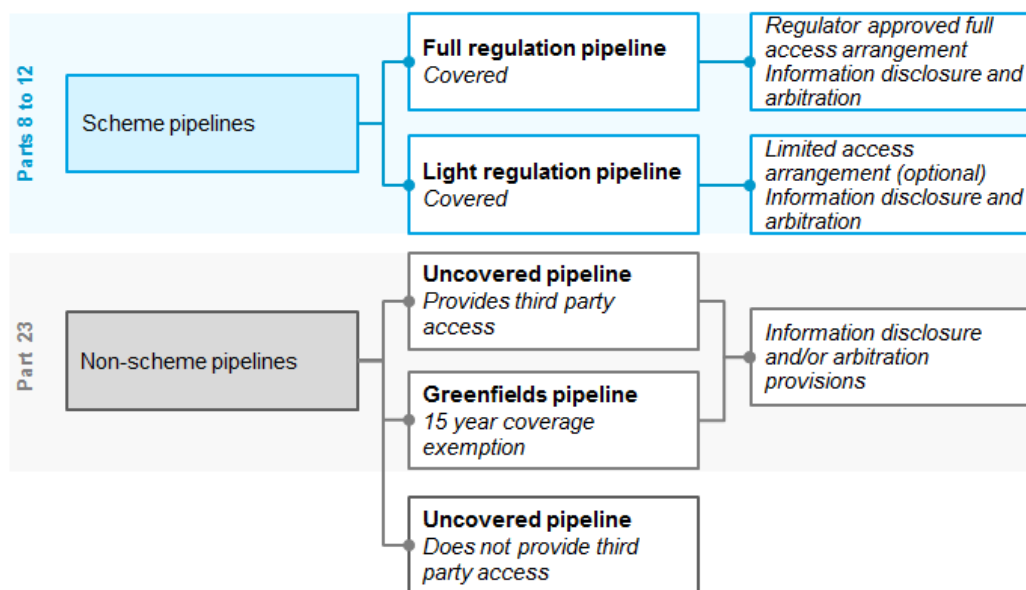 Parts 8 to 12
Scheme pipelines
Full regulation pipeline
Covered
Regulator approved full
access arrangement
Information disclosure and
arbitration
Light regulation pipeline
Covered
Limited access
arrangement (optional)
Information disclosure and
arbitration
Part 23
Non-scheme pipelines
Uncovered pipeline
Provides third party
access
Greenfields pipeline
15 year coverage
exemption
Information disclosure
and/or arbitration
provisions
Uncovered pipeline
Does not provide third
party access